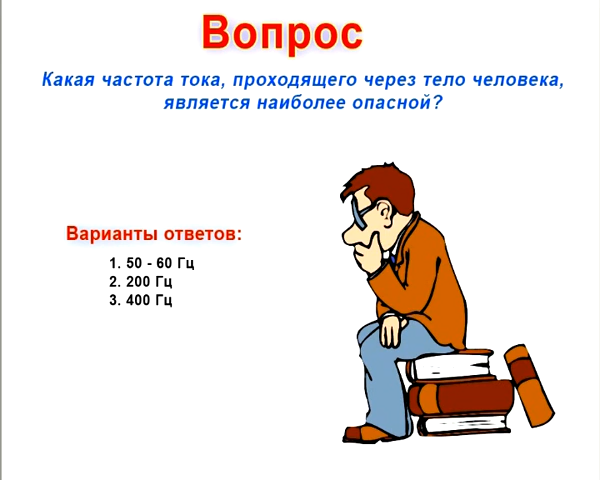 Вопрос
Какая частота тока, проходящего через тело человека,
является наиболее опасной?
Варианты ответов:
1. 50 - 60 Гц
2. 200 Гц
3. 400 Гц